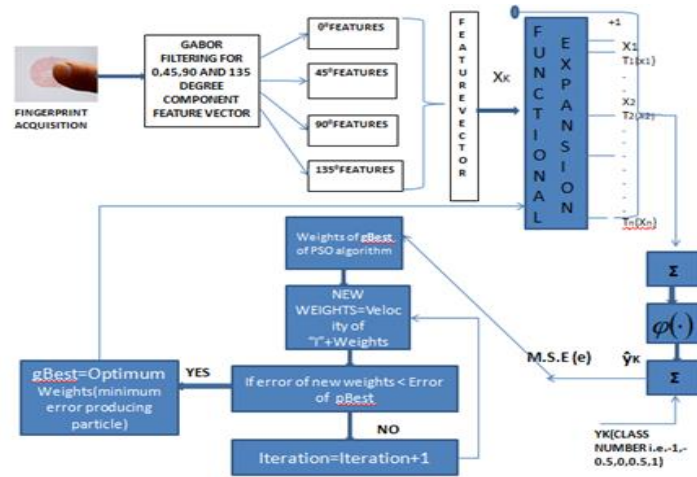 FINGERPRINT
ACQUISITION
GABOR
FILTERING FOR
0,45,90 AND 135
DEGREE
COMPONENT
FEATURE VECTOR
0⁰FEATURES
45⁰FEATURES
90⁰FEATURES
135⁰FEATURES
FEATUREVECTOR
XK
FUNCTIONAL
EXPANSION
+1
X1
T1(x1)
X2
T2(x2)
Tn(Xn)
Σ
φ(·)
ŷK
Σ
YK(CLASS
NUMBER i.e.-1,-
0.5,0,0.5,1)
M.S.E (e)
Weights of gBest
of PSO algorithm
NEW
WEIGHTS=Veloc
ity of
"I"+Weights
If error of new weights < Error
of pBest
YES
gBest=Optimum
Weights(minimum
error producing
particle)
NO
Iteration=Iteration+1